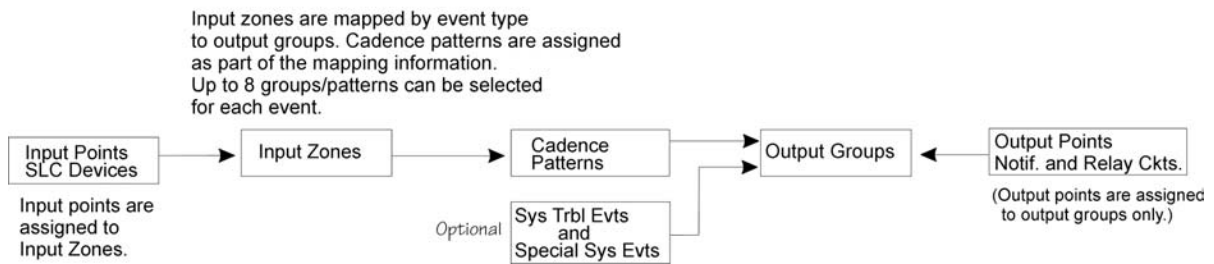 Input zones are mapped by event type
to output groups. Cadence patterns are assigned
as part of the mapping information.
Up to 8 groups/patterns can be selected
for each event.
Input Points
SLC Devices
Input Zones
Cadence
Patterns
Output Groups
Output Points
Notif. and Relay Ckts.
Input points are
assigned to
Input Zones.
Optional
Sys Trbl Evts
and
Special Sys Evts
(Output points are assigned
to output groups only.)